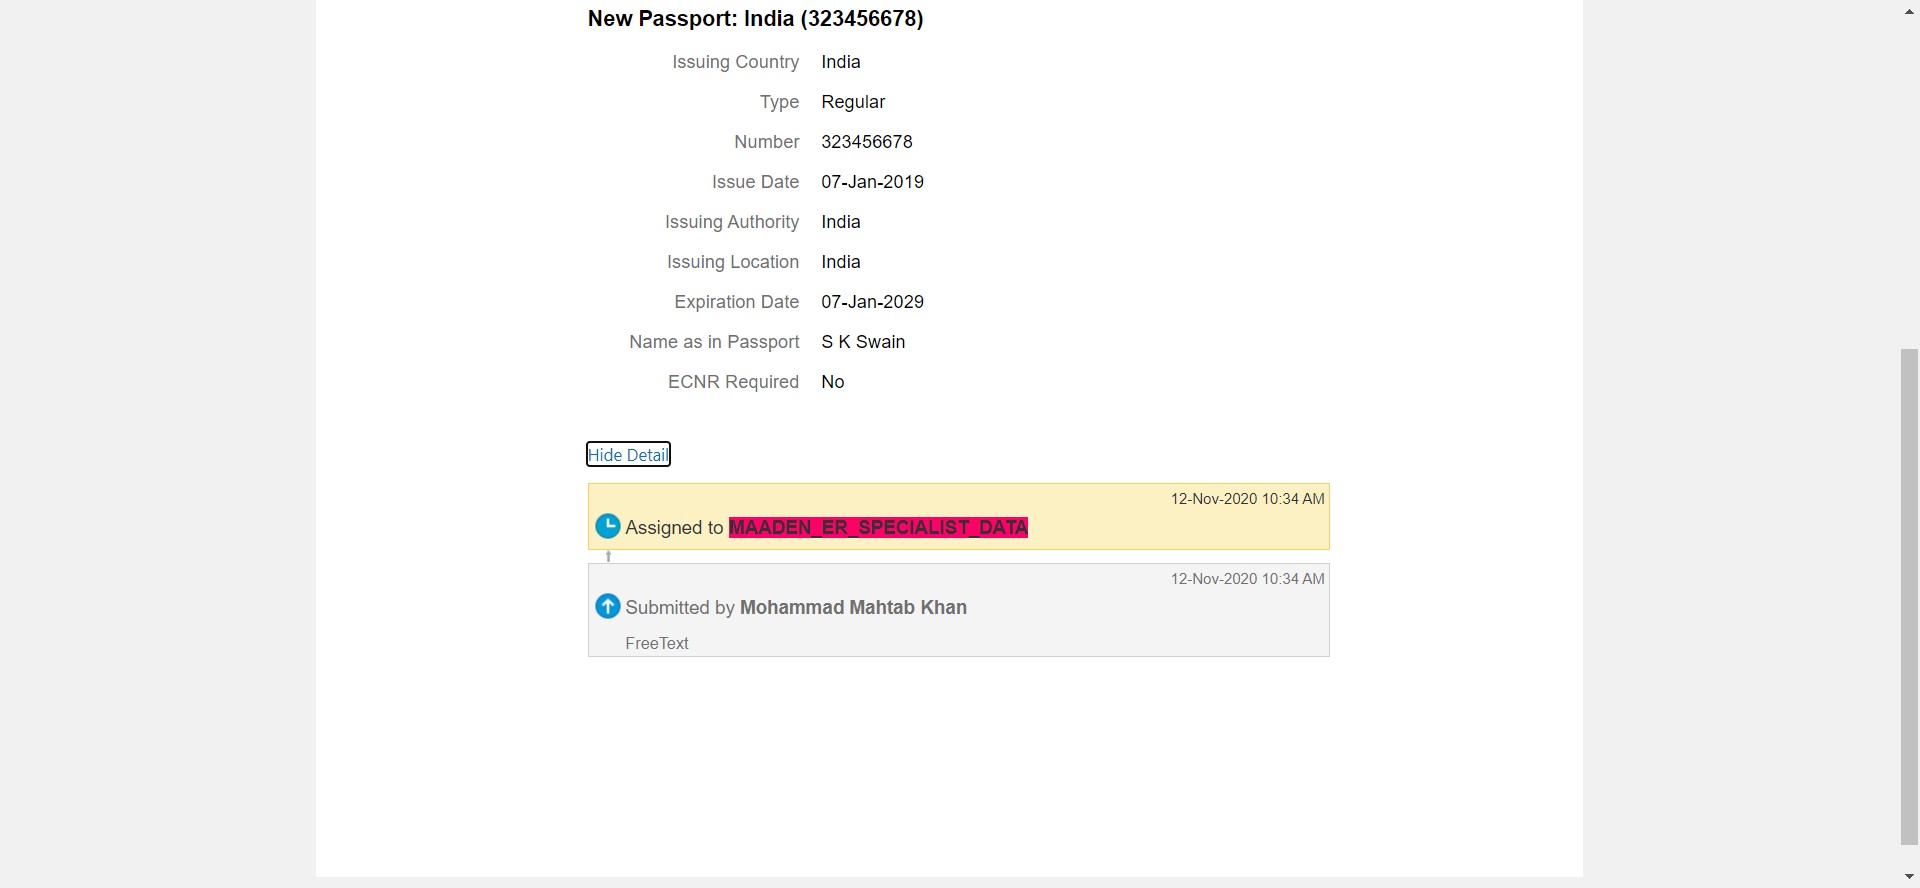 New Passport: India (323456678)
Issuing Country India
Type Regular
Number 323456678
Issue Date 07-Jan-2019
Issuing Authority India
Issuing Location India
Expiration Date 07-Jan-2029
Name as in Passport S K Swain
ECNR Required No
Hide Detail
12-Nov-2020 10:34 AM
Assigned to MAADEN_ER_SPECIALIST_DATA
12-Nov-2020 10:34 AM
Submitted by Mohammad Mahtab Khan
FreeText